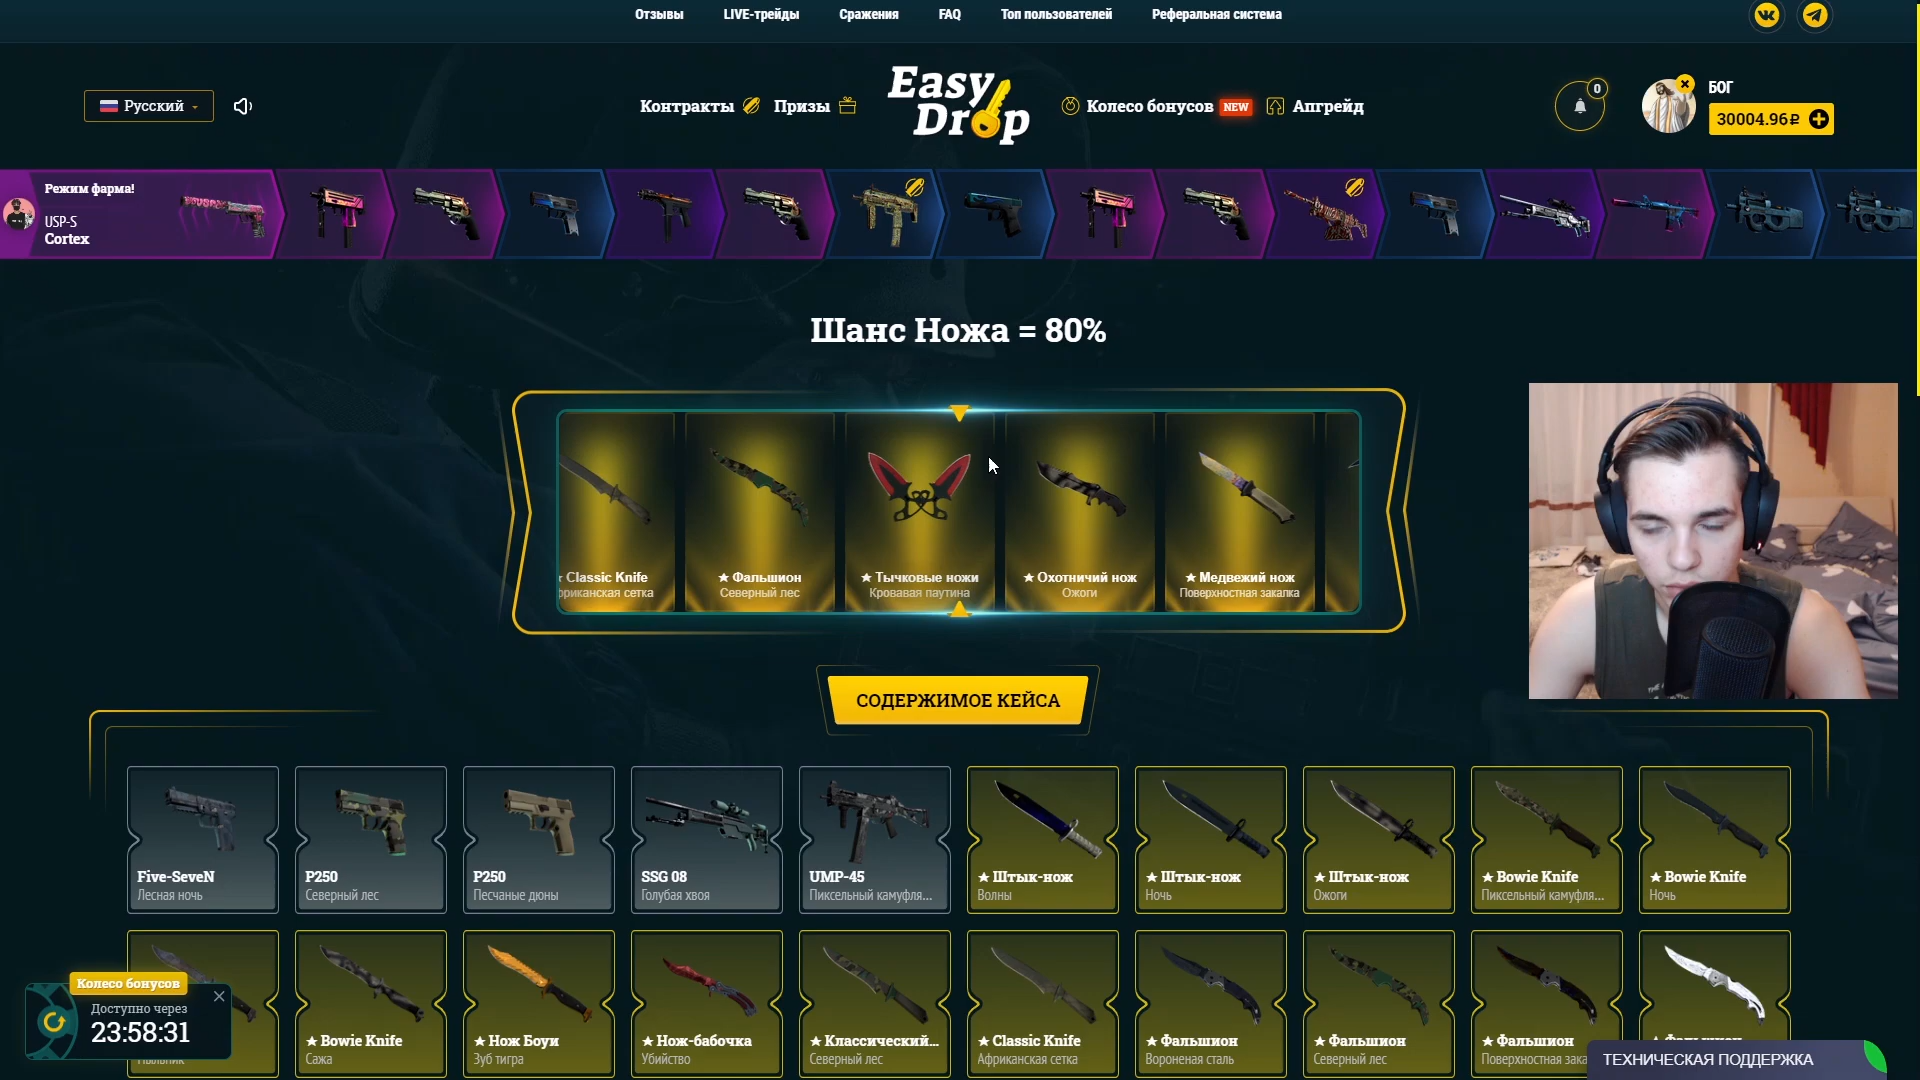 Отзывы
LIVE-трейды
Сражения
FAQ
Топ пользователей
Реферальная система
Русский
Контракты
Призы
Easy
Drop
Колесо бонусов NEW
Апгрейд
0
БОГ
30004.96₽
Режим фарма!
USP-S
Cortex
Шанс Ножа = 80%
Classic Knife
риканская сетка
★ Фальшион
Северный лес
★ Тычковые ножи
Кровавая паутина
★ Охотничий нож
Ожоги
★ Медвежий нож
Поверхностная закалка
СОДЕРЖИМОЕ КЕЙСА
Five-SeveN
Лесная ночь
P250
Северный лес
P250
Песчаные дюны
SSG 08
Голубая хвоя
UMP-45
Пиксельный камуфля...
★ Штык-нож
Волны
★ Штык-нож
Ночь
★ Штык-нож
Ожоги
★ Bowie Knife
Пиксельный камуфля...
★ Bowie Knife
Ночь
★ Bowie Knife
Сажа
★ Нож Боуи
Зуб тигра
★ Нож-бабочка
Убийство
★ Классический...
Северный лес
★ Classic Knife
Африканская сетка
★ Фальшион
Вороненая сталь
★ Фальшион
Северный лес
★ Фальшион
Поверхностная зака
Колесо бонусов
Доступно через
23:58:31
ТЕХНИЧЕСКАЯ ПОДДЕРЖКА